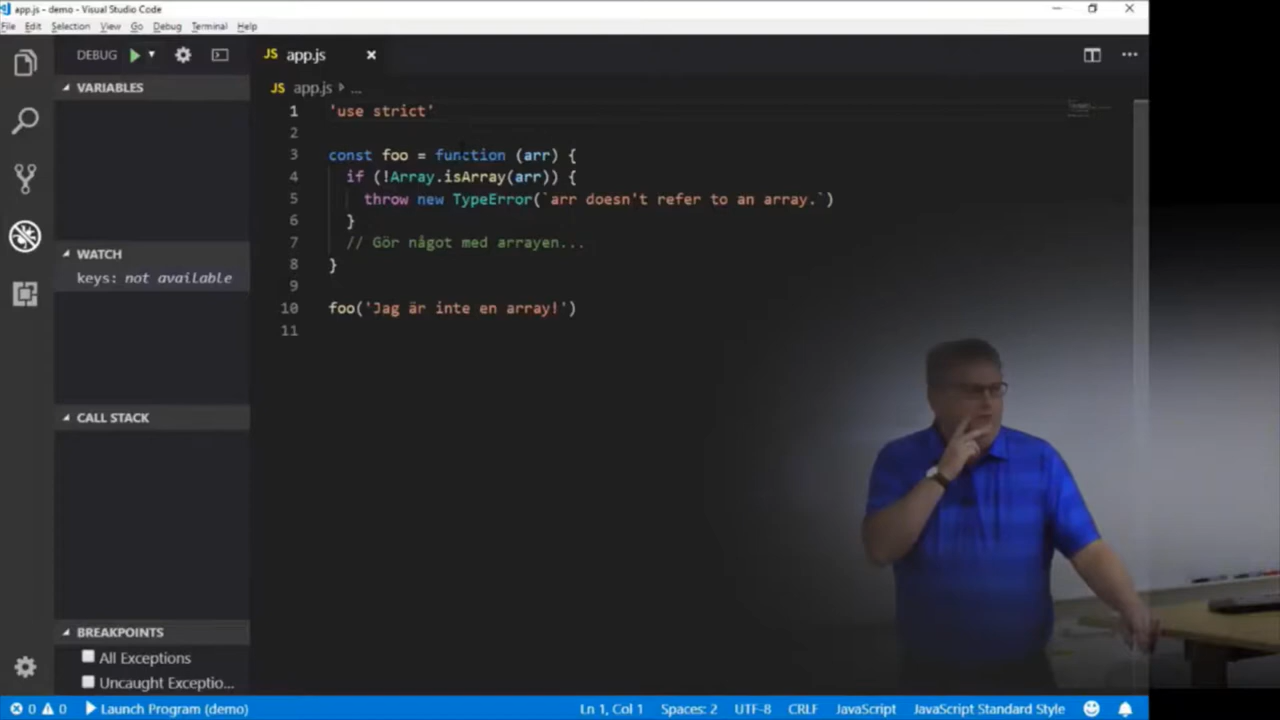 app.js - demo - Visual Studio Code
File Edit Selection View Go Debug Terminal Help
DEBUG
JS app.js
VARIABLES
JS app.js ...
1 'use strict'
2
3 const foo = function (arr) {
4 if (!Array.isArray(arr)) {
5 throw new TypeError(`arr doesn't refer to an array.`)
6 }
7 // Gör något med arrayen...
8 }
9
10 foo('Jag är inte en array!')
11
WATCH
keys: not available
CALL STACK
BREAKPOINTS
All Exceptions
Uncaught Exceptio...
0 0 Launch Program (demo) Ln 1, Col 1 Spaces: 2 UTF-8 CRLF JavaScript JavaScript Standard Style